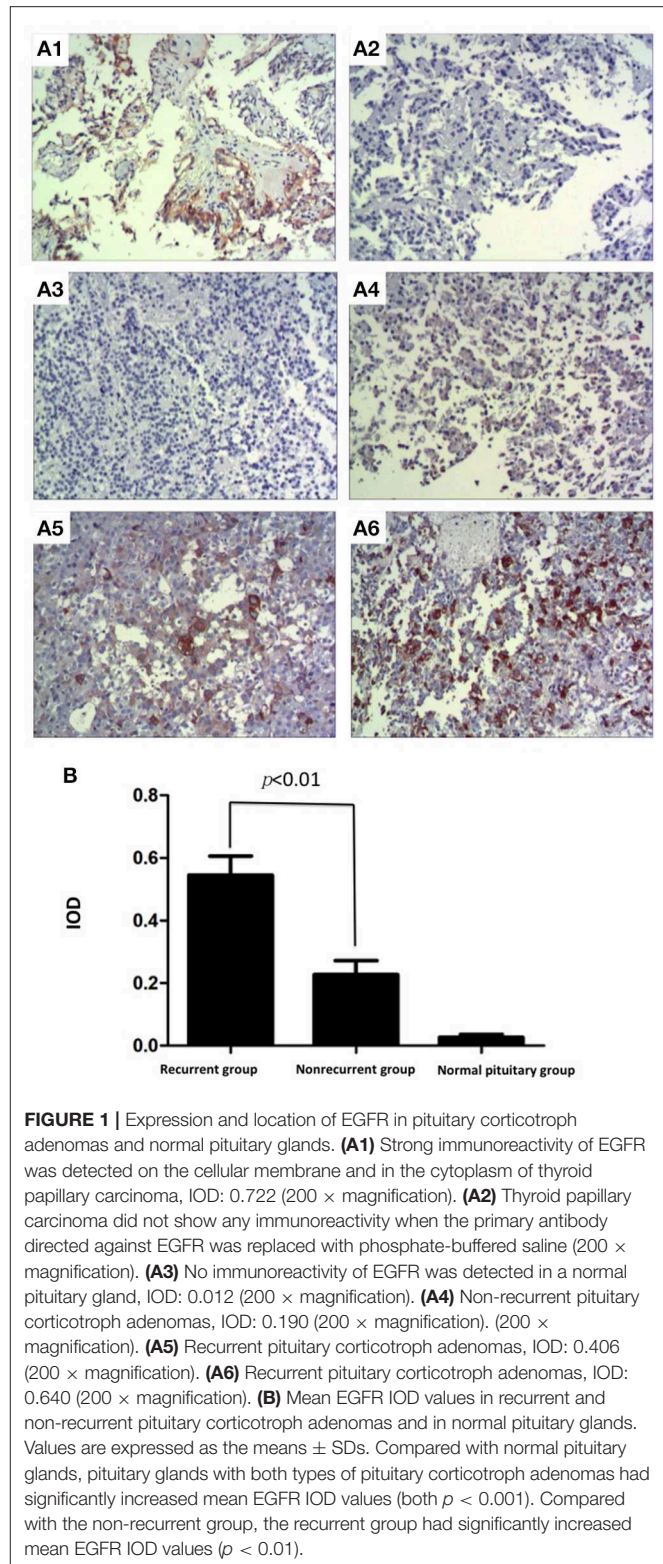 A1
A2
A3
A4
A5
A6
B
p<0.01
0.8
0.6
0.4
0.2
0.0
IOD
Recurrent group
Nonrecurrent group
Normal pituitary group
FIGURE 1 | Expression and location of EGFR in pituitary corticotroph
adenomas and normal pituitary glands. (A1) Strong immunoreactivity of EGFR
was detected on the cellular membrane and in the cytoplasm of thyroid
papillary carcinoma, IOD: 0.722 (200 × magnification). (A2) Thyroid papillary
carcinoma did not show any immunoreactivity when the primary antibody
directed against EGFR was replaced with phosphate-buffered saline (200 ×
magnification). (A3) No immunoreactivity of EGFR was detected in a normal
pituitary gland, IOD: 0.012 (200 × magnification). (A4) Non-recurrent pituitary
corticotroph adenomas, IOD: 0.190 (200 × magnification). (200 ×
magnification). (A5) Recurrent pituitary corticotroph adenomas, IOD: 0.406
(200 × magnification). (A6) Recurrent pituitary corticotroph adenomas, IOD:
0.640 (200 × magnification). (B) Mean EGFR IOD values in recurrent and
non-recurrent pituitary corticotroph adenomas and in normal pituitary glands.
Values are expressed as the means ± SDs. Compared with normal pituitary
glands, pituitary glands with both types of pituitary corticotroph adenomas had
significantly increased mean EGFR IOD values (both p < 0.001). Compared
with the non-recurrent group, the recurrent group had significantly increased
mean EGFR IOD values (p < 0.01).